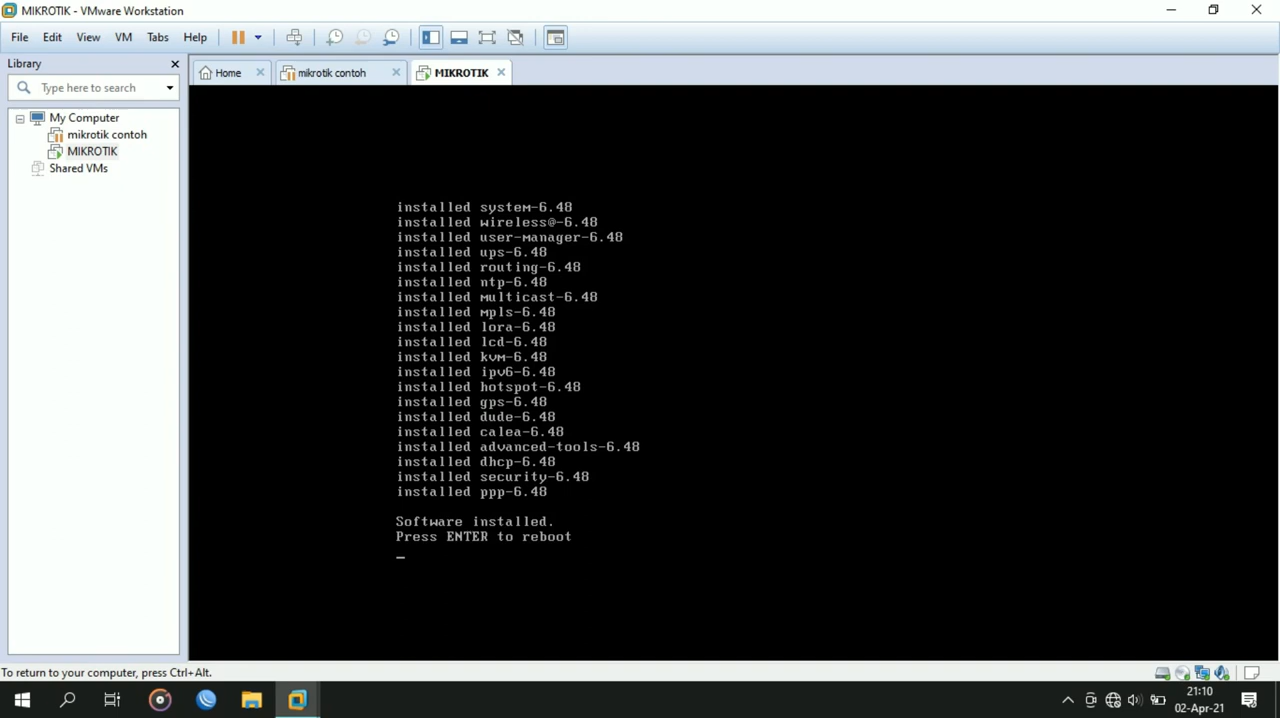 MIKROTIK - VMware Workstation
File Edit View VM Tabs Help
Library
Type here to search
My Computer
mikrotik contoh
MIKROTIK
Shared VMs
Home
mikrotik contoh
MIKROTIK
installed system-6.48
installed wireless@-6.48
installed user-manager-6.48
installed ups-6.48
installed routing-6.48
installed ntp-6.48
installed multicast-6.48
installed mpls-6.48
installed lora-6.48
installed lcd-6.48
installed kvm-6.48
installed ipv6-6.48
installed hotspot-6.48
installed gps-6.48
installed dude-6.48
installed calea-6.48
installed advanced-tools-6.48
installed dhcp-6.48
installed security-6.48
installed ppp-6.48
Software installed.
Press ENTER to reboot
_
To return to your computer, press Ctrl+Alt.
21:10
02-Apr-21